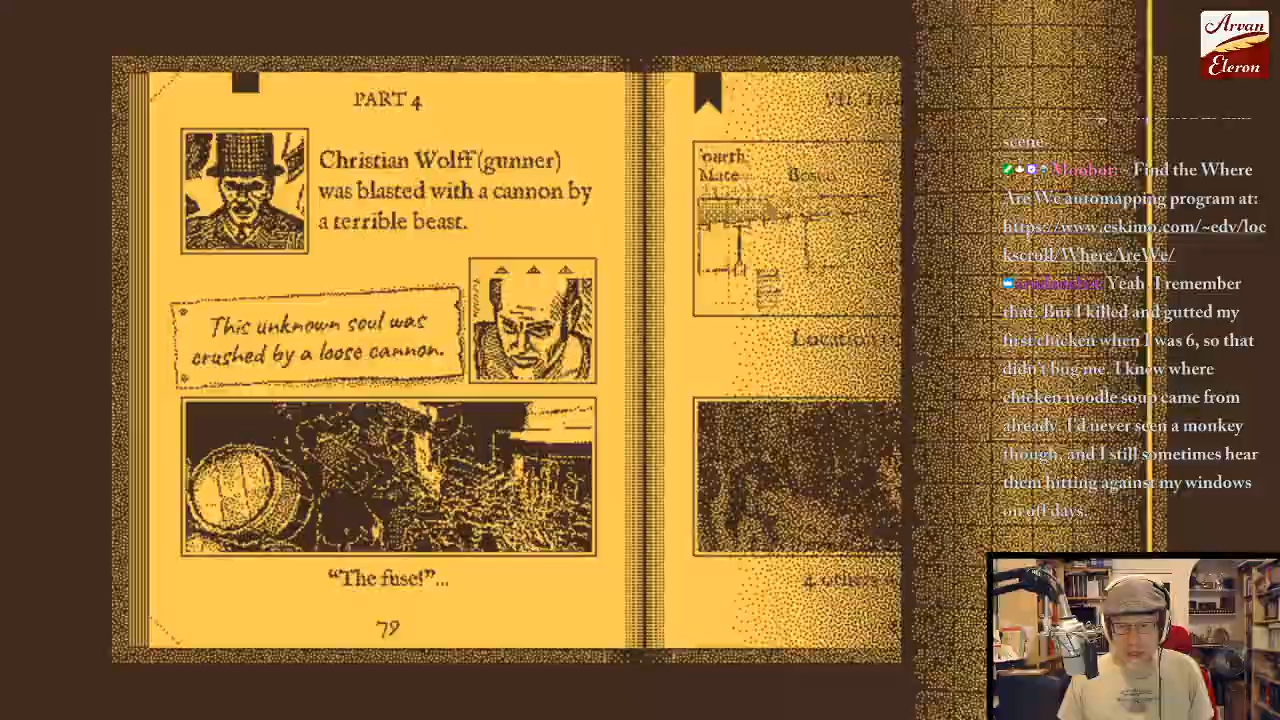 PART 4
Christian Wolff (gunner)
was blasted with a cannon by
a terrible beast.
This unknown soul was
crushed by a loose cannon.
“The fuse!”...
79
Mate
Location
Arvan
Eleron
scene
Find the Where
Are We automapping program at:
https://www.eskimo.com/~edv/loc
kscroll/WhereAreWe/
Yeah, I remember
that. But I killed and gutted my
first chicken when I was 6, so that
didn't bug me. I knew where
chicken noodle soup came from
already. I'd never seen a monkey
though, and I still sometimes hear
them hitting against my windows
on off days.